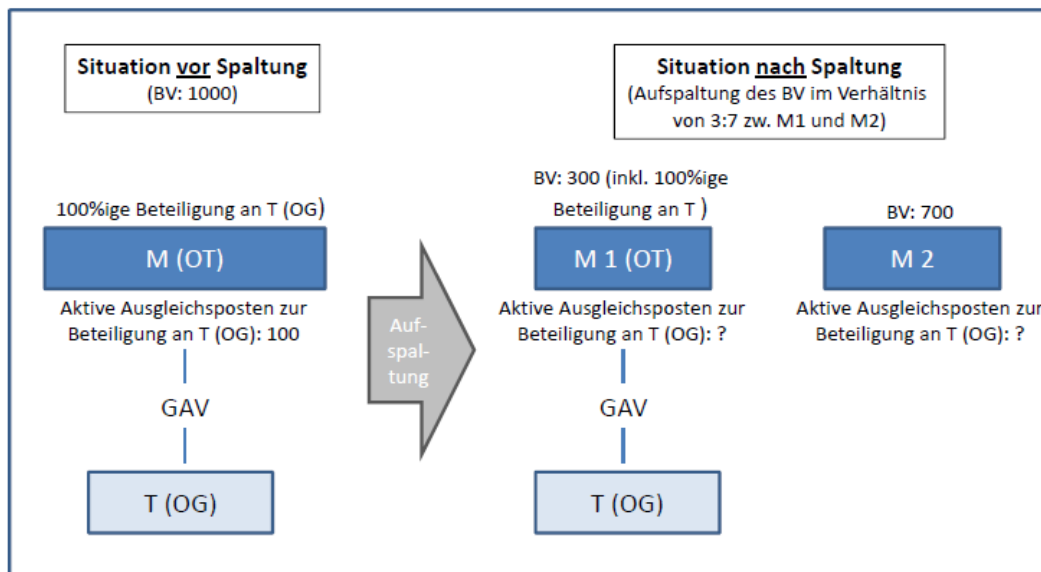 Situation vor Spaltung
(BV: 1000)
100%ige Beteiligung an T (OG)
M (OT)
Aktive Ausgleichsposten zur
Beteiligung an T (OG): 100
GAV
T (OG)
Auf-
spal-
tung
Situation nach Spaltung
(Aufspaltung des BV im Verhältnis
von 3:7 zw. M1 und M2)
BV: 300 (inkl. 100%ige
Beteiligung an T )
M 1 (OT)
Aktive Ausgleichsposten zur
Beteiligung an T (OG): ?
GAV
T (OG)
BV: 700
M 2
Aktive Ausgleichsposten zur
Beteiligung an T (OG): ?